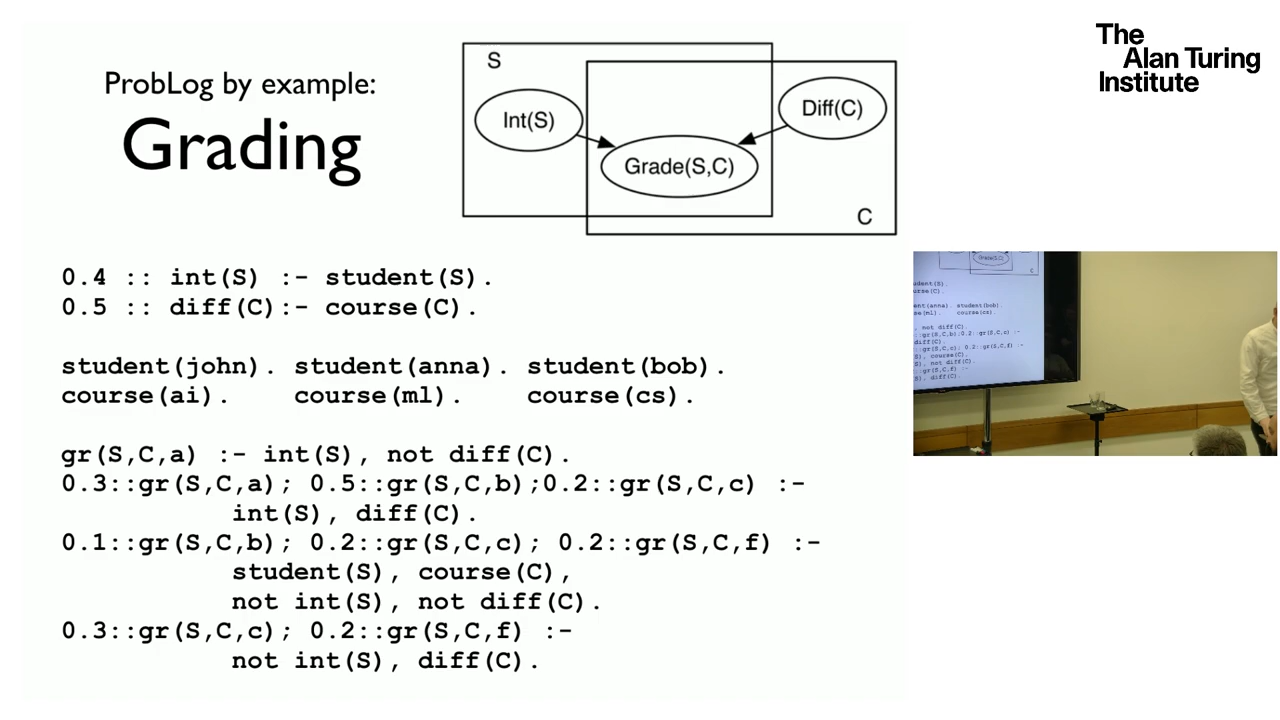 ProbLog by example:
Grading
S
Int(S)
Diff(C)
Grade(S,C)
C
The
Alan Turing
Institute
0.4 :: int(S) :- student(S).
0.5 :: diff(C):- course(C).
student(john). student(anna). student(bob).
course(ai). course(ml). course(cs).
gr(S,C,a) :- int(S), not diff(C).
0.3::gr(S,C,a); 0.5::gr(S,C,b);0.2::gr(S,C,c) :-
int(S), diff(C).
0.1::gr(S,C,b); 0.2::gr(S,C,c); 0.2::gr(S,C,f) :-
student(S), course(C),
not int(S), not diff(C).
0.3::gr(S,C,c); 0.2::gr(S,C,f) :-
not int(S), diff(C).